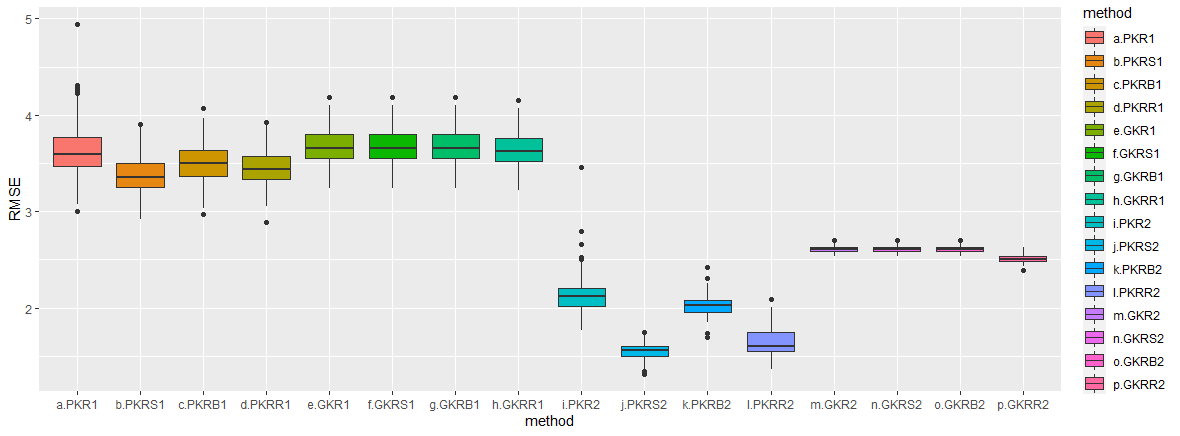 5
4
3
2
RMSE
a.PKR1 b.PKRS1 c.PKRB1 d.PKRR1 e.GKR1 f.GKRS1 g.GKRB1 h.GKRR1 i.PKR2 j.PKRS2 k.PKRB2 l.PKRR2 m.GKR2 n.GKRS2 o.GKRB2 p.GKRR2
method
method
a.PKR1
b.PKRS1
c.PKRB1
d.PKRR1
e.GKR1
f.GKRS1
g.GKRB1
h.GKRR1
i.PKR2
j.PKRS2
k.PKRB2
l.PKRR2
m.GKR2
n.GKRS2
o.GKRB2
p.GKRR2